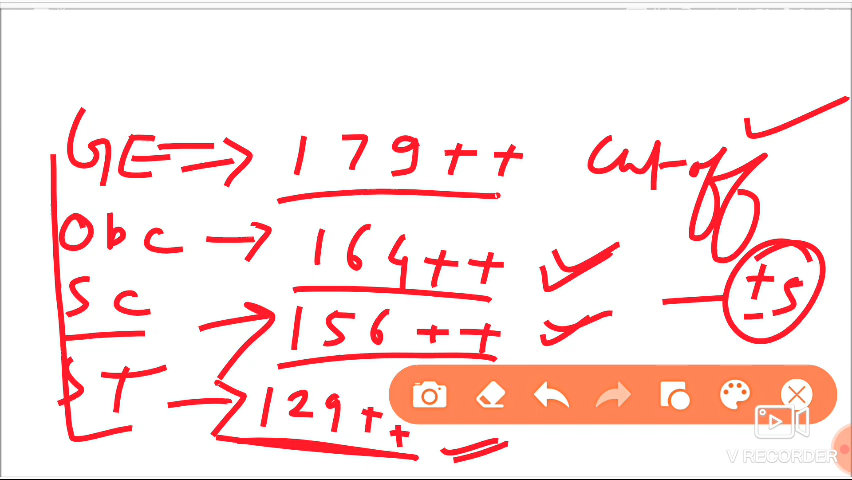 GE => 179++ cut-off
Obc → 164++
SC → 156++ ±5
ST → 129++
V RECORDER